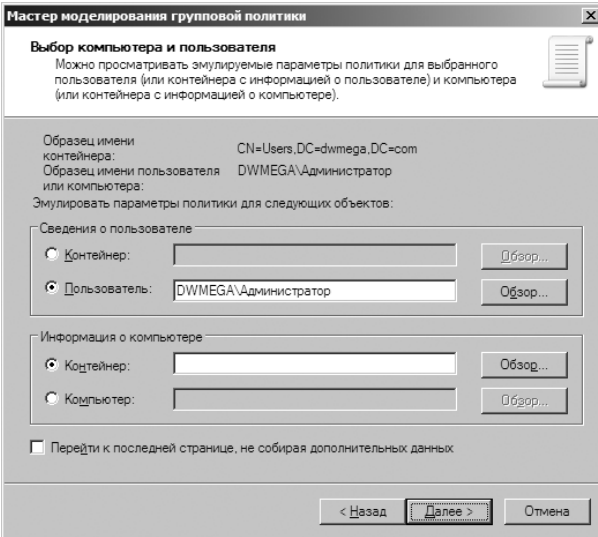 Мастер моделирования групповой политики
Выбор компьютера и пользователя
Можно просматривать эмулируемые параметры политики для выбранного
пользователя (или контейнера с информацией о пользователе) и компьютера
(или контейнера с информацией о компьютере).
Образец имени
контейнера:
CN=Users,DC=dwmega,DC=com
Образец имени пользователя
или компьютера:
DWMEGA\Администратор
Эмулировать параметры политики для следующих объектов:
Сведения о пользователе
Контейнер:
Обзор...
Пользователь:
DWMEGA\Администратор
Обзор...
Информация о компьютере
Контейнер:
Обзор...
Компьютер:
Обзор...
Перейти к последней странице, не собирая дополнительных данных
< Назад
Далее >
Отмена